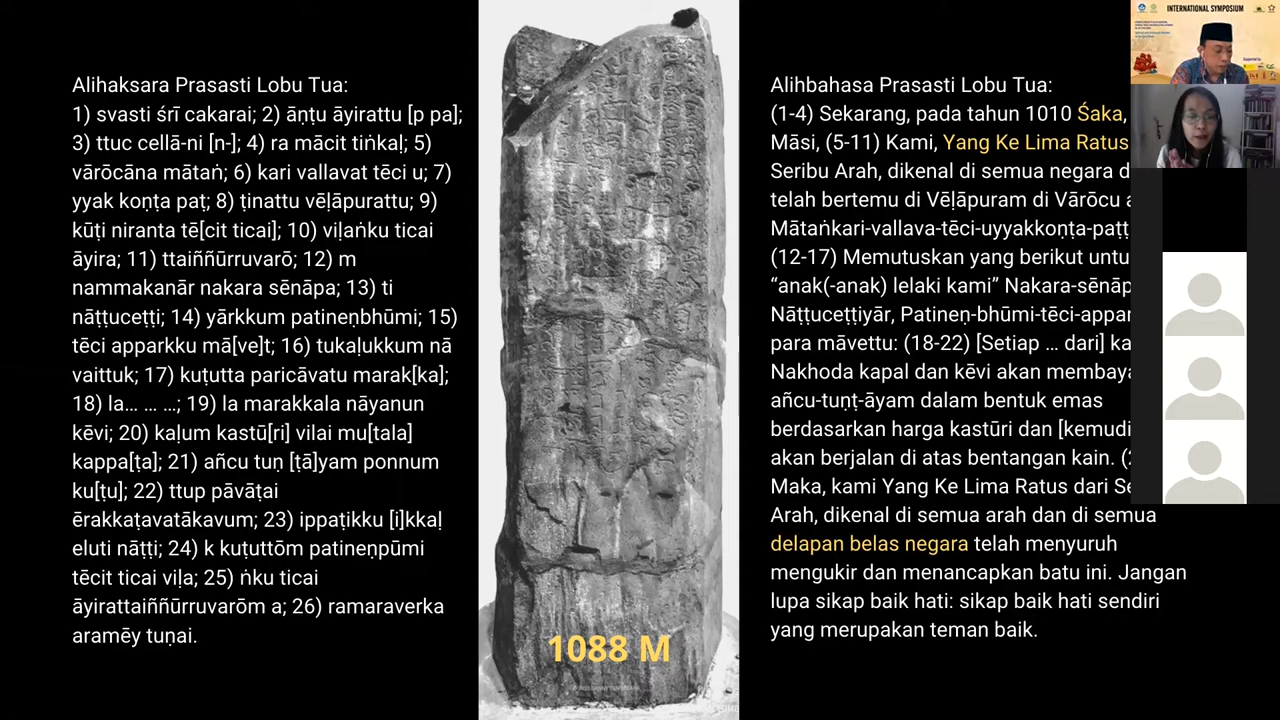 INTERNATIONAL SYMPOSIUM
Alihaksara Prasasti Lobu Tua:
1) svasti śrī cakarai; 2) āṇṭu āyirattu [p pa];
3) ttuc cellā-ni [n-]; 4) ra mācit tiṅkaḷ; 5)
vārōcāna mātaṅ; 6) kari vallavat tēci u; 7)
yyak koṇṭa paṭ; 8) ṭinattu vēḷāpurattu; 9)
kūṭi niranta tē[cit ticai]; 10) viḷaṅku ticai
āyira; 11) ttaiññūrruvarō; 12) m
nammakanār nakara sēnāpa; 13) ti
nāṭṭuceṭṭi; 14) yārkkum patineṇbhūmi; 15)
tēci apparkku mā[ve]t; 16) tukaḷukkum nā
vaittuk; 17) kuṭutta paricāvatu marak[ka];
18) la… … …; 19) la marakkala nāyanun
kēvi; 20) kaḷum kastū[ri] vilai mu[tala]
kappa[ṭa]; 21) añcu tuṇ [ṭā]yam ponnum
ku[ṭu]; 22) ttup pāvāṭai
ērakkaṭavatākavum; 23) ippaṭikku [i]kkaḷ
eluti nāṭṭi; 24) k kuṭuttōm patineṇpūmi
tēcit ticai viḷa; 25) ṅku ticai
āyirattaiññūrruvarōm a; 26) ramaraverka
aramēy tuṇai.
1088 M
Alihbahasa Prasasti Lobu Tua:
(1-4) Sekarang, pada tahun 1010 Śaka,
Māsi, (5-11) Kami, Yang Ke Lima Ratus
Seribu Arah, dikenal di semua negara
telah bertemu di Vēḷāpuram di Vārōcu
Mātaṅkari-vallava-tēci-uyyakkoṇṭa-paṭṭ
(12-17) Memutuskan yang berikut
“anak(-anak) lelaki kami” Nakara-sēnāp
Nāṭṭuceṭṭiyār, Patineṇ-bhūmi-tēci-appar
para māvettu: (18-22) [Setiap … dari]
Nakhoda kapal dan kēvi akan
añcu-tuṇṭ-āyam dalam bentuk emas
berdasarkan harga kastūri dan
akan berjalan di atas bentangan kain.
Maka, kami Yang Ke Lima Ratus dari
Arah, dikenal di semua arah dan di semua
delapan belas negara telah menyuruh
mengukir dan menancapkan batu ini. Jangan
lupa sikap baik hati: sikap baik hati sendiri
yang merupakan teman baik.